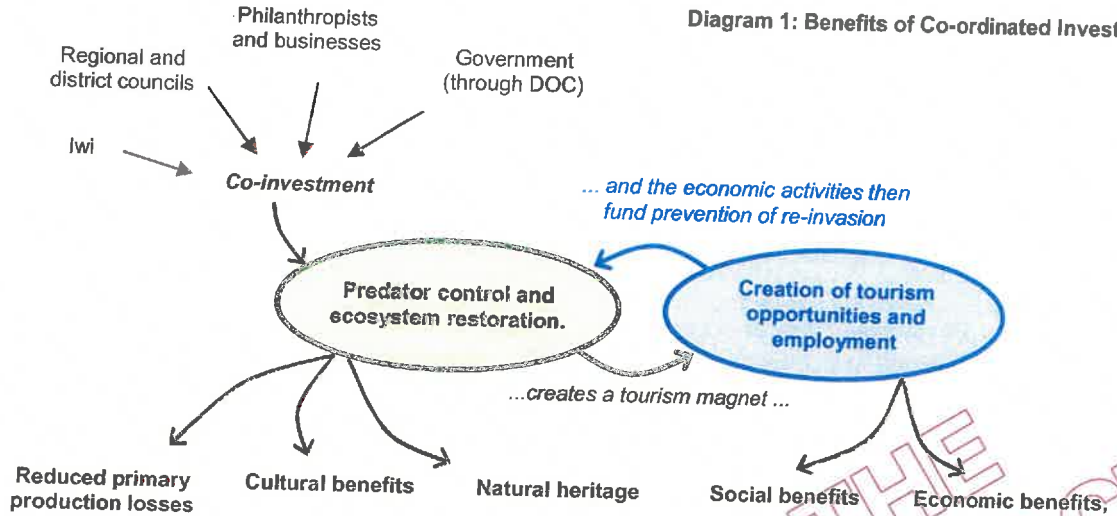 Diagram 1: Benefits of Co-ordinated Invest
Philanthropists
and businesses
Regional and
district councils
Government
(through DOC)
Iwi
Co-investment
... and the economic activities then
fund prevention of re-invasion
Predator control and
ecosystem restoration.
Creation of tourism
opportunities and
employment
...creates a tourism magnet ...
Reduced primary
production losses
Cultural benefits
Natural heritage
Social benefits
Economic benefits,
THE